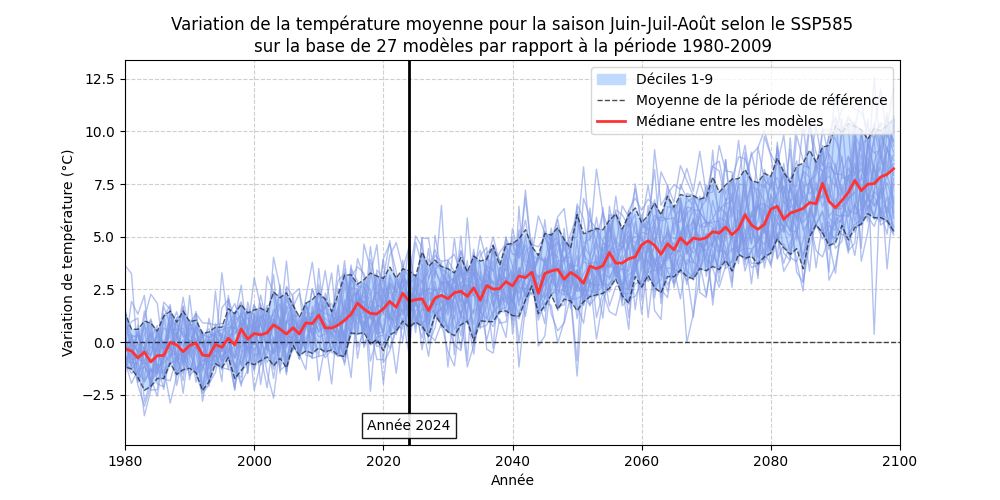 Variation de la température moyenne pour la saison Juin-Juil-Août selon le SSP585
sur la base de 27 modèles par rapport à la période 1980-2009
Déciles 1-9
Moyenne de la période de référence
Médiane entre les modèles
Variation de température (°C)
12.5
10.0
7.5
5.0
2.5
0.0
−2.5
Année 2024
1980
2000
2020
2040
2060
2080
2100
Année